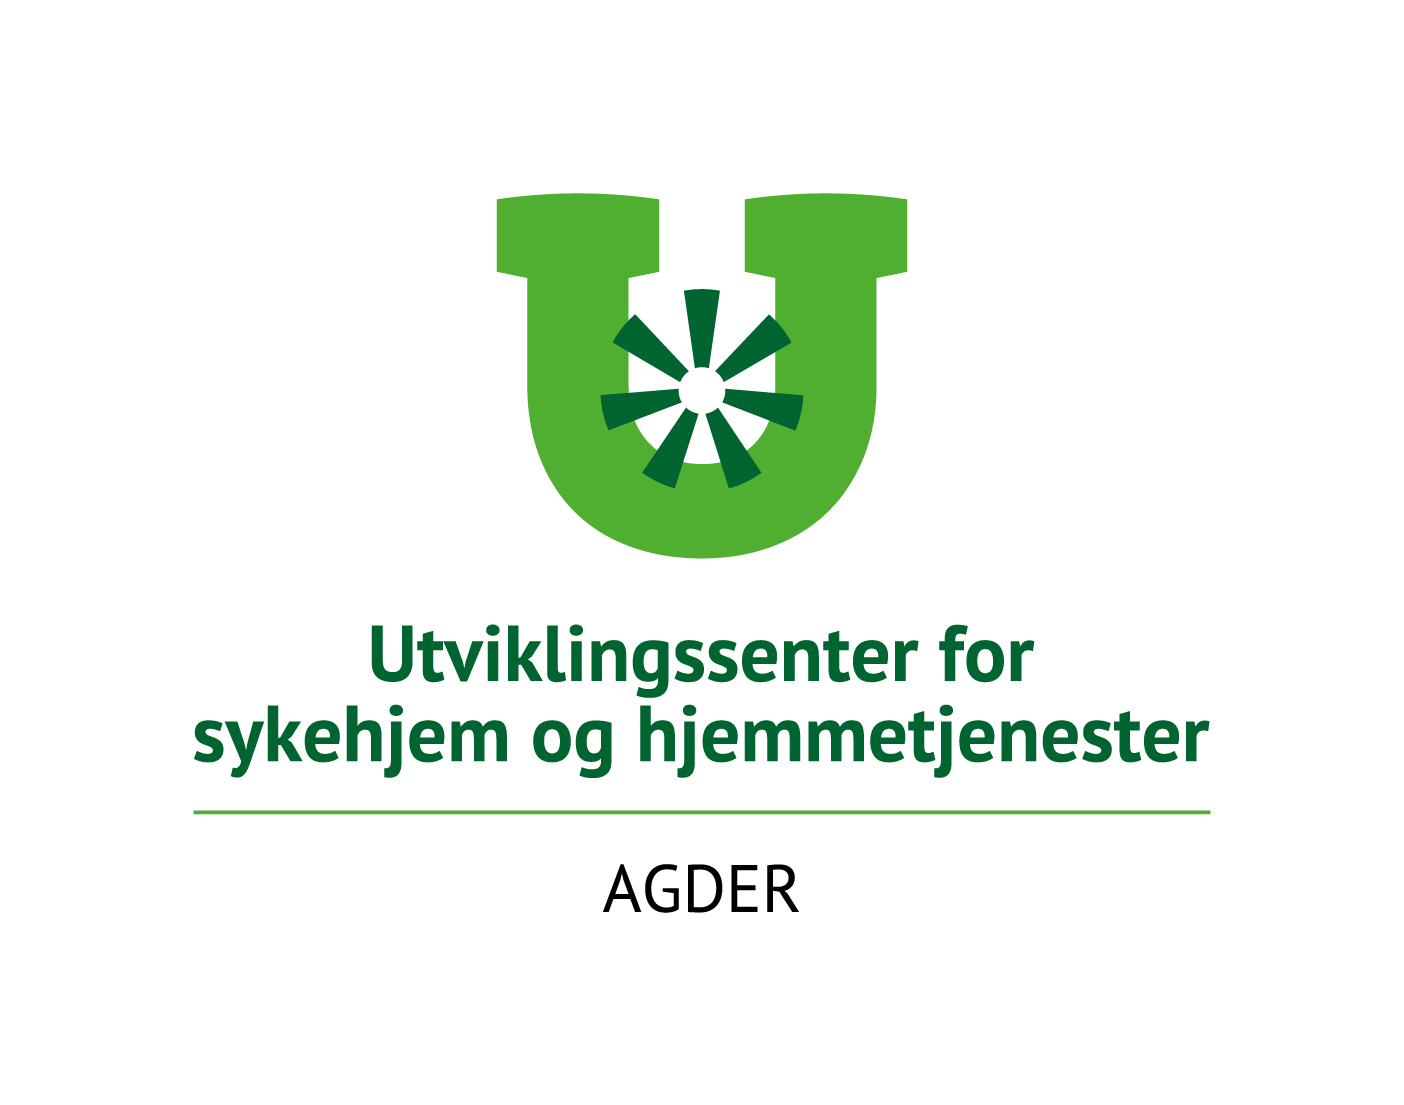 Utviklingssenter for
sykehjem og hjemmetjenester
AGDER